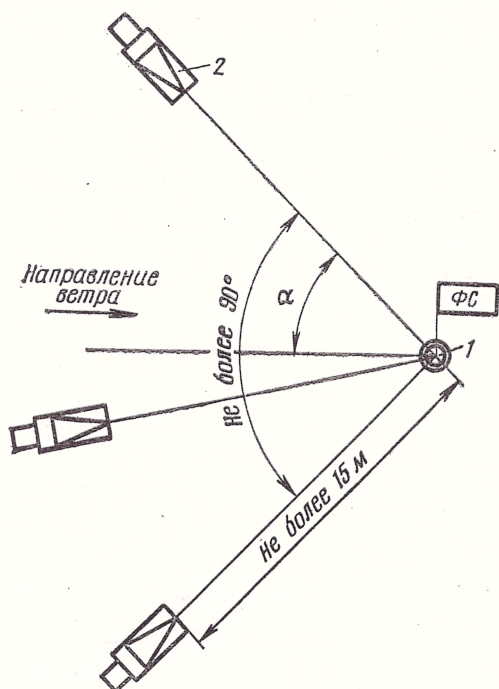 2
Направление
ветра
Не более 90°
α
ФС
1
Не более 15 м